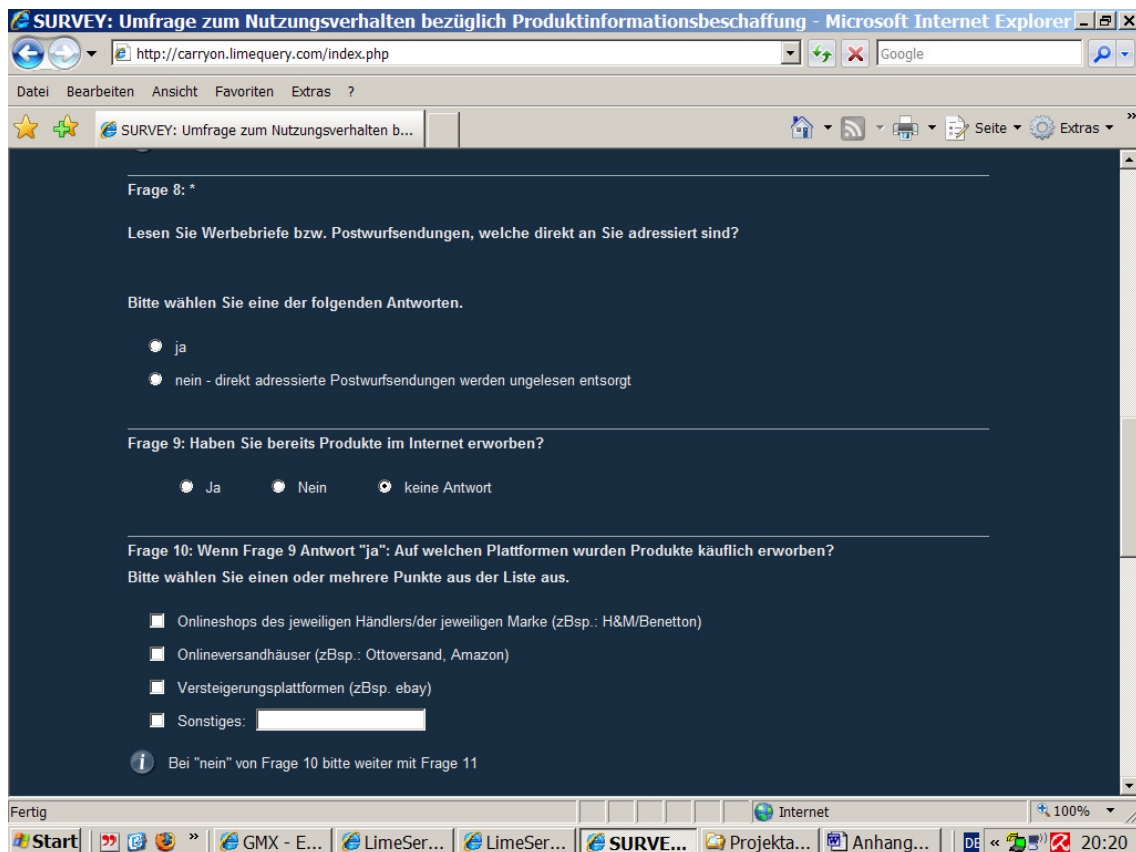 SURVEY: Umfrage zum Nutzungsverhalten bezüglich Produktinformationsbeschaffung - Microsoft Internet Explorer
http://carryon.limequery.com/index.php
Google
Datei Bearbeiten Ansicht Favoriten Extras ?
SURVEY: Umfrage zum Nutzungsverhalten b...
Seite Extras »
Frage 8: *
Lesen Sie Werbebriefe bzw. Postwurfsendungen, welche direkt an Sie adressiert sind?
Bitte wählen Sie eine der folgenden Antworten.
ja
nein - direkt adressierte Postwurfsendungen werden ungelesen entsorgt
Frage 9: Haben Sie bereits Produkte im Internet erworben?
Ja Nein keine Antwort
Frage 10: Wenn Frage 9 Antwort "ja": Auf welchen Plattformen wurden Produkte käuflich erworben?
Bitte wählen Sie einen oder mehrere Punkte aus der Liste aus.
Onlineshops des jeweiligen Händlers/der jeweiligen Marke (zBsp.: H&M/Benetton)
Onlineversandhäuser (zBsp.: Ottoversand, Amazon)
Versteigerungsplattformen (zBsp. ebay)
Sonstiges:
i Bei "nein" von Frage 10 bitte weiter mit Frage 11
Fertig Internet 100%
Start » GMX - E... LimeSer... LimeSer... SURVE... Projekta... Anhang... DE « 20:20